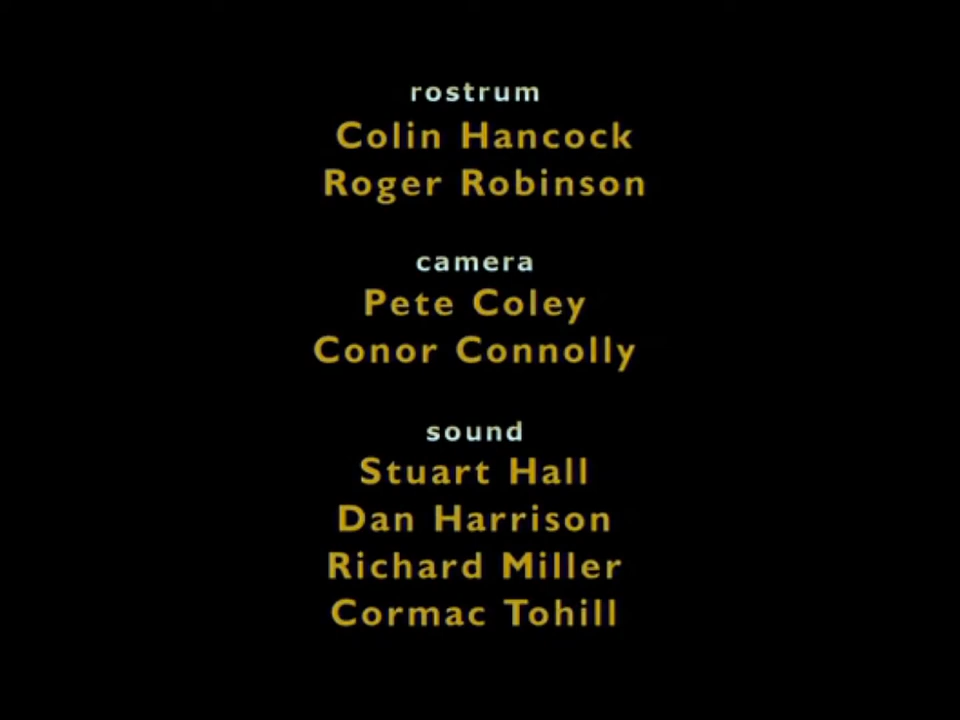 rostrum
Colin Hancock
Roger Robinson
camera
Pete Coley
Conor Connolly
sound
Stuart Hall
Dan Harrison
Richard Miller
Cormac Tohill